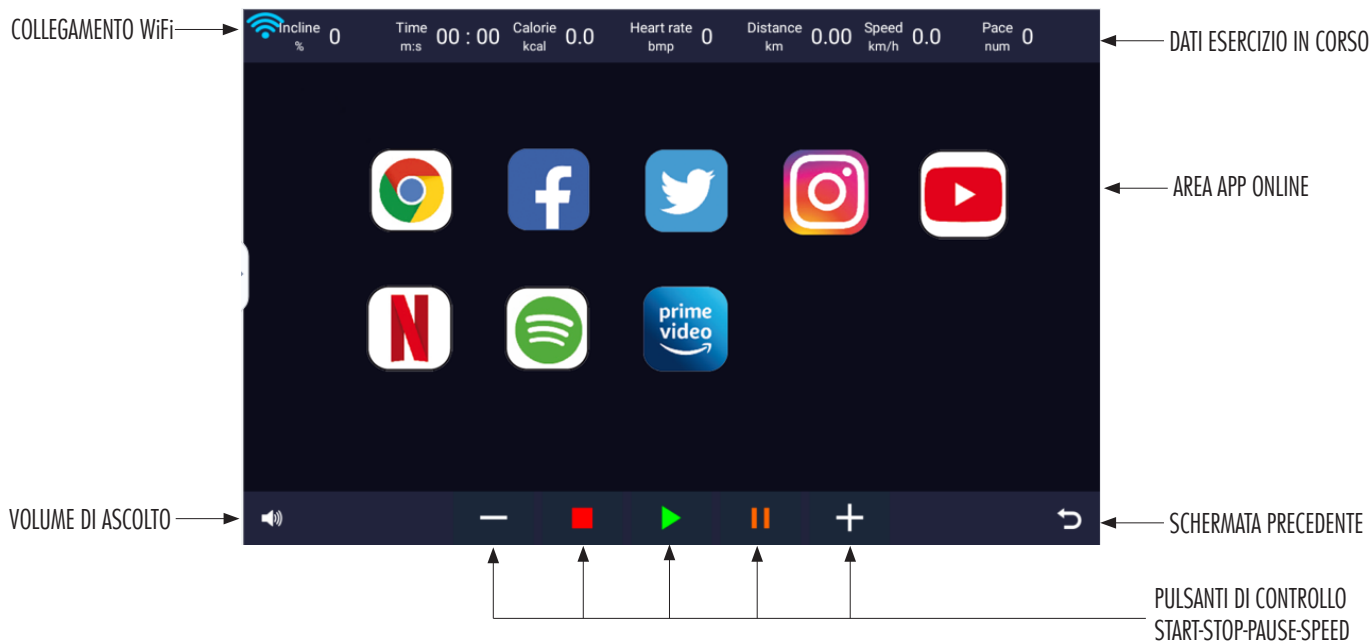 COLLEGAMENTO WiFi
Incline % 0 Time m:s 00 : 00 Calorie kcal 0.0 Heart rate bmp 0 Distance km 0.00 Speed km/h 0.0 Pace num 0
DATI ESERCIZIO IN CORSO
AREA APP ONLINE
prime
video
VOLUME DI ASCOLTO
SCHERMATA PRECEDENTE
PULSANTI DI CONTROLLO
START-STOP-PAUSE-SPEED